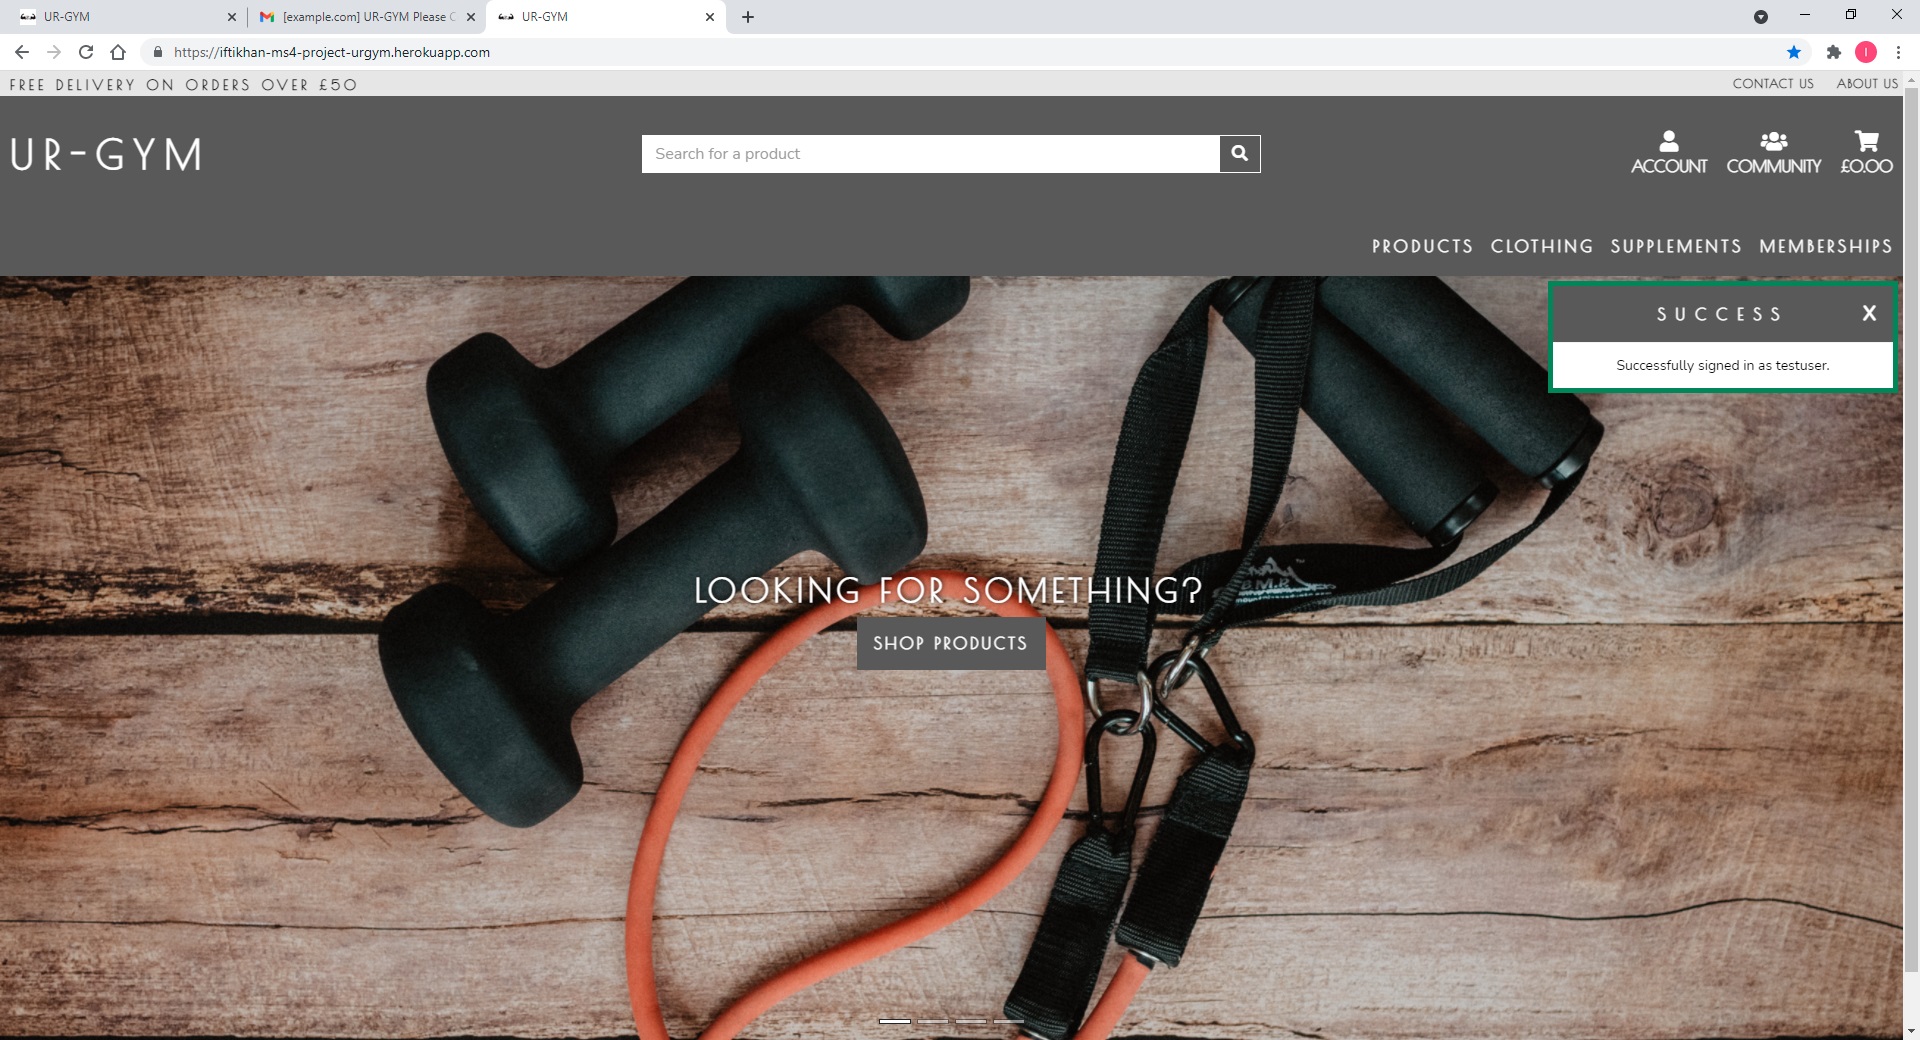 UR-GYM
[example.com] UR-GYM Please C
UR-GYM
https://iftikhan-ms4-project-urgym.herokuapp.com
I
FREE DELIVERY ON ORDERS OVER £50
CONTACT US
ABOUT US
UR-GYM
Search for a product
ACCOUNT
COMMUNITY
£0.00
PRODUCTS
CLOTHING
SUPPLEMENTS
MEMBERSHIPS
SUCCESS
X
Successfully signed in as testuser.
B.M.R
LOOKING FOR SOMETHING?
SHOP PRODUCTS